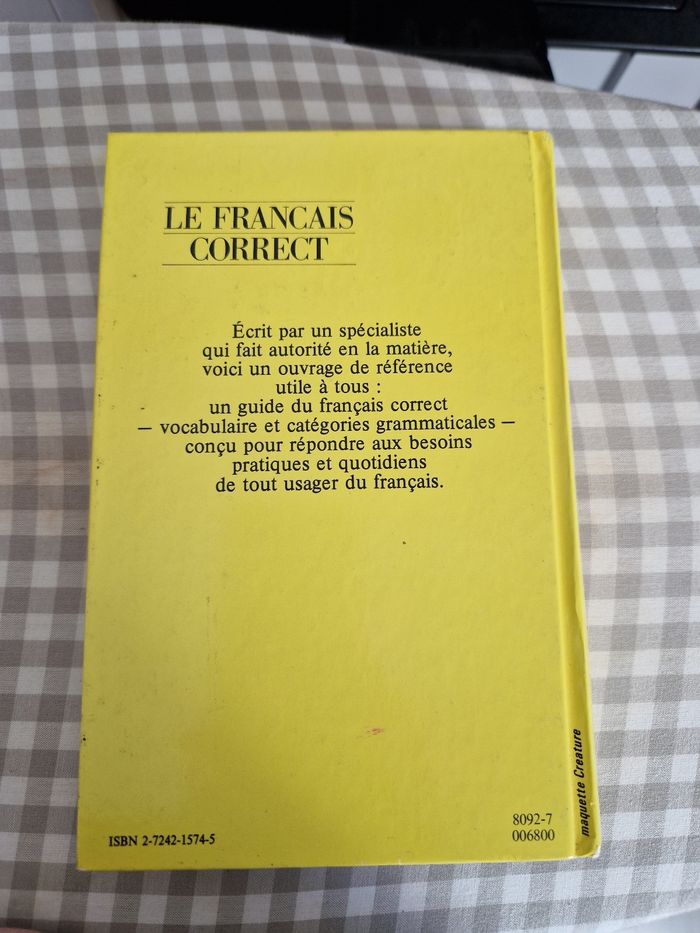 LE FRANCAIS
CORRECT
Écrit par un spécialiste
qui fait autorité en la matière,
voici un ouvrage de référence
utile à tous :
un guide du français correct
— vocabulaire et catégories grammaticales —
conçu pour répondre aux besoins
pratiques et quotidiens
de tout usager du français.
maquette Creature
8092-7
ISBN 2-7242-1574-5
006800